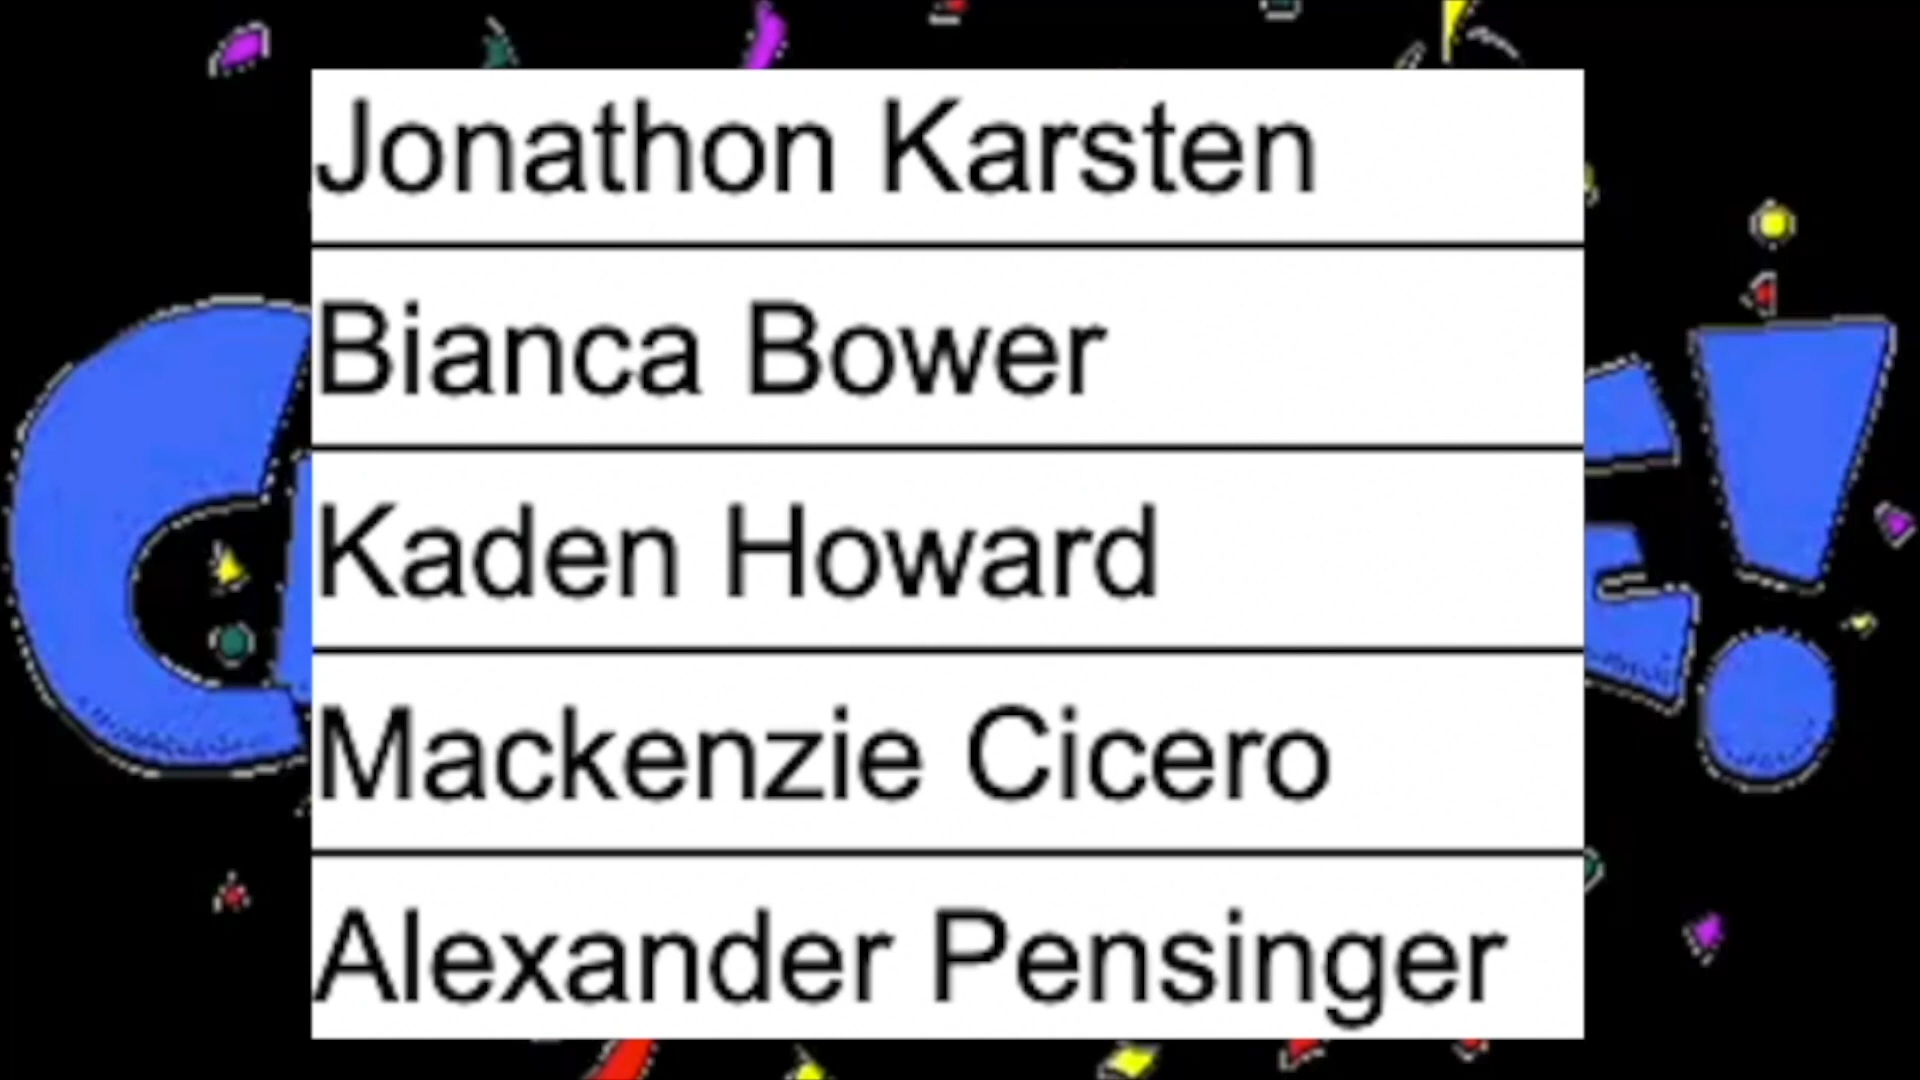 Jonathon Karsten
Bianca Bower
Kaden Howard
Mackenzie Cicero
Alexander Pensinger